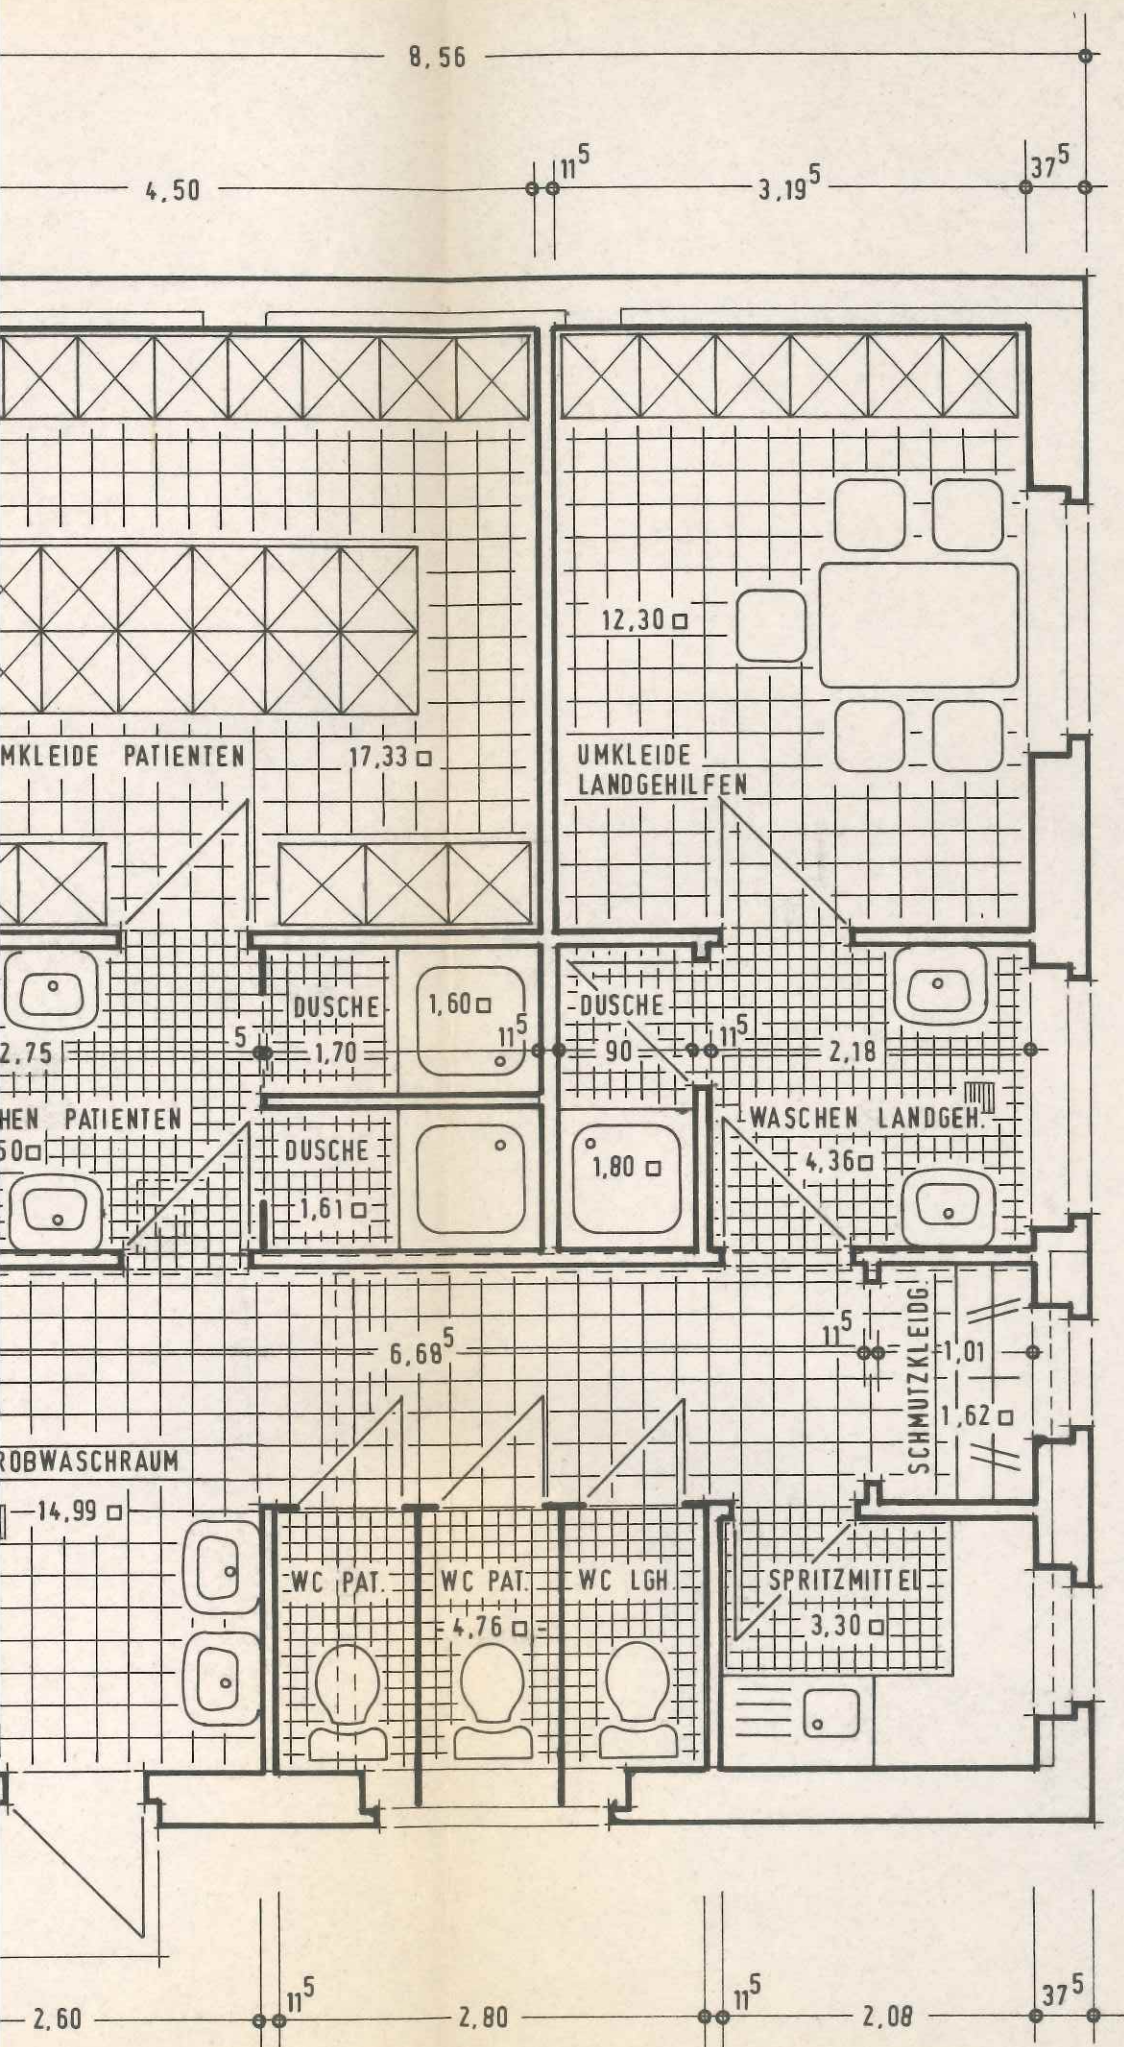 8,56
4,50
11⁵
3,19⁵
37⁵
12,30 □
MKLEIDE PATIENTEN
17,33 □
UMKLEIDE
LANDGEHILFEN
DUSCHE
1,60 □
DUSCHE
2,75
5
1,70
11⁵
90
11⁵
2,18
HEN PATIENTEN
50 □
WASCHEN LANDGEH.
4,36 □
DUSCHE
1,61 □
1,80 □
6,68⁵
11⁵
SCHMUTZKLEIDG.
1,01
1,62 □
ROBWASCHRAUM
14,99 □
WC PAT.
WC PAT.
4,76 □
WC LGH.
SPRITZMITTEL
3,30 □
2,60
11⁵
2,80
11⁵
2,08
37⁵